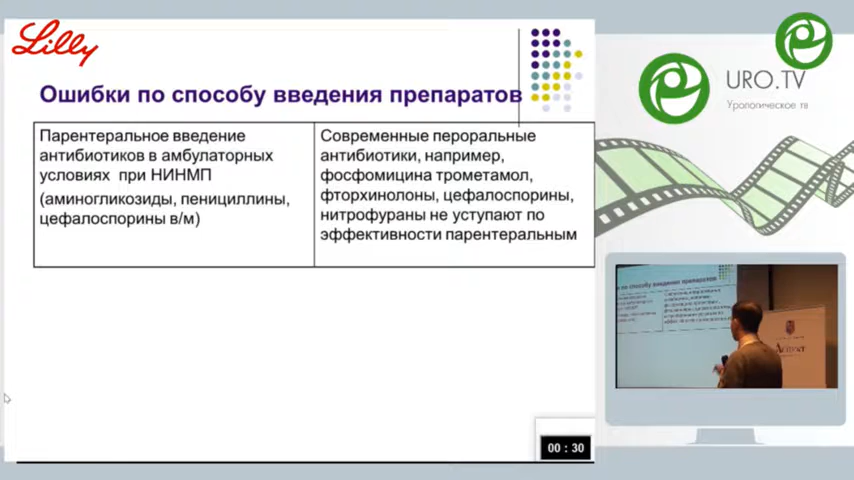 Lilly
URO.TV
Урологическое тв
Ошибки по способу введения препаратов
Парентеральное введение
антибиотиков в амбулаторных
условиях при НИНМП
(аминогликозиды, пенициллины,
цефалоспорины в/м)
Современные пероральные
антибиотики, например,
фосфомицина трометамол,
фторхинолоны, цефалоспорины,
нитрофураны не уступают по
эффективности парентеральным
00 : 30